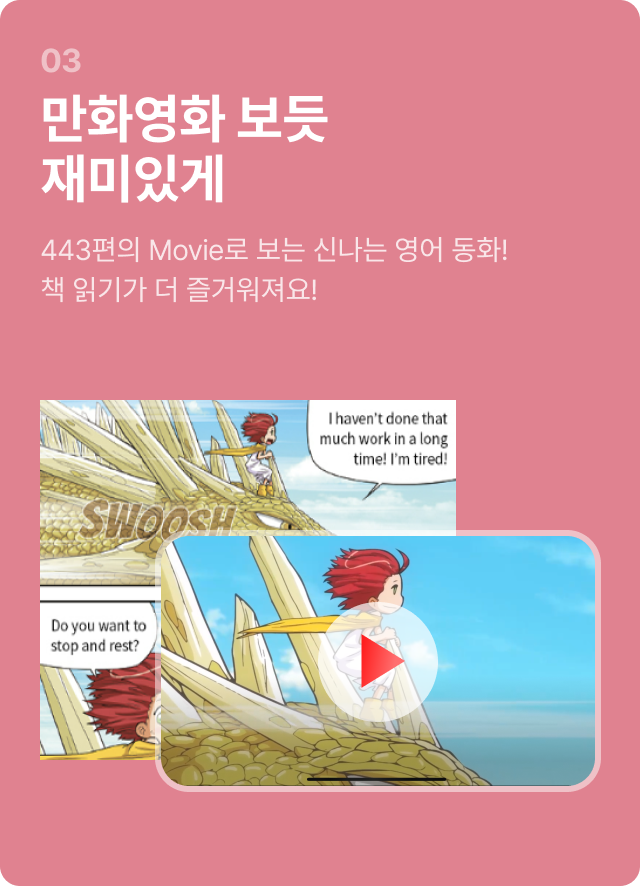 03
만화영화 보듯
재미있게
443편의 Movie로 보는 신나는 영어 동화!
책 읽기가 더 즐거워져요!
I haven't done that
much work in a long
time! I'm tired!
SWOOSH
Do you want to
stop and rest?